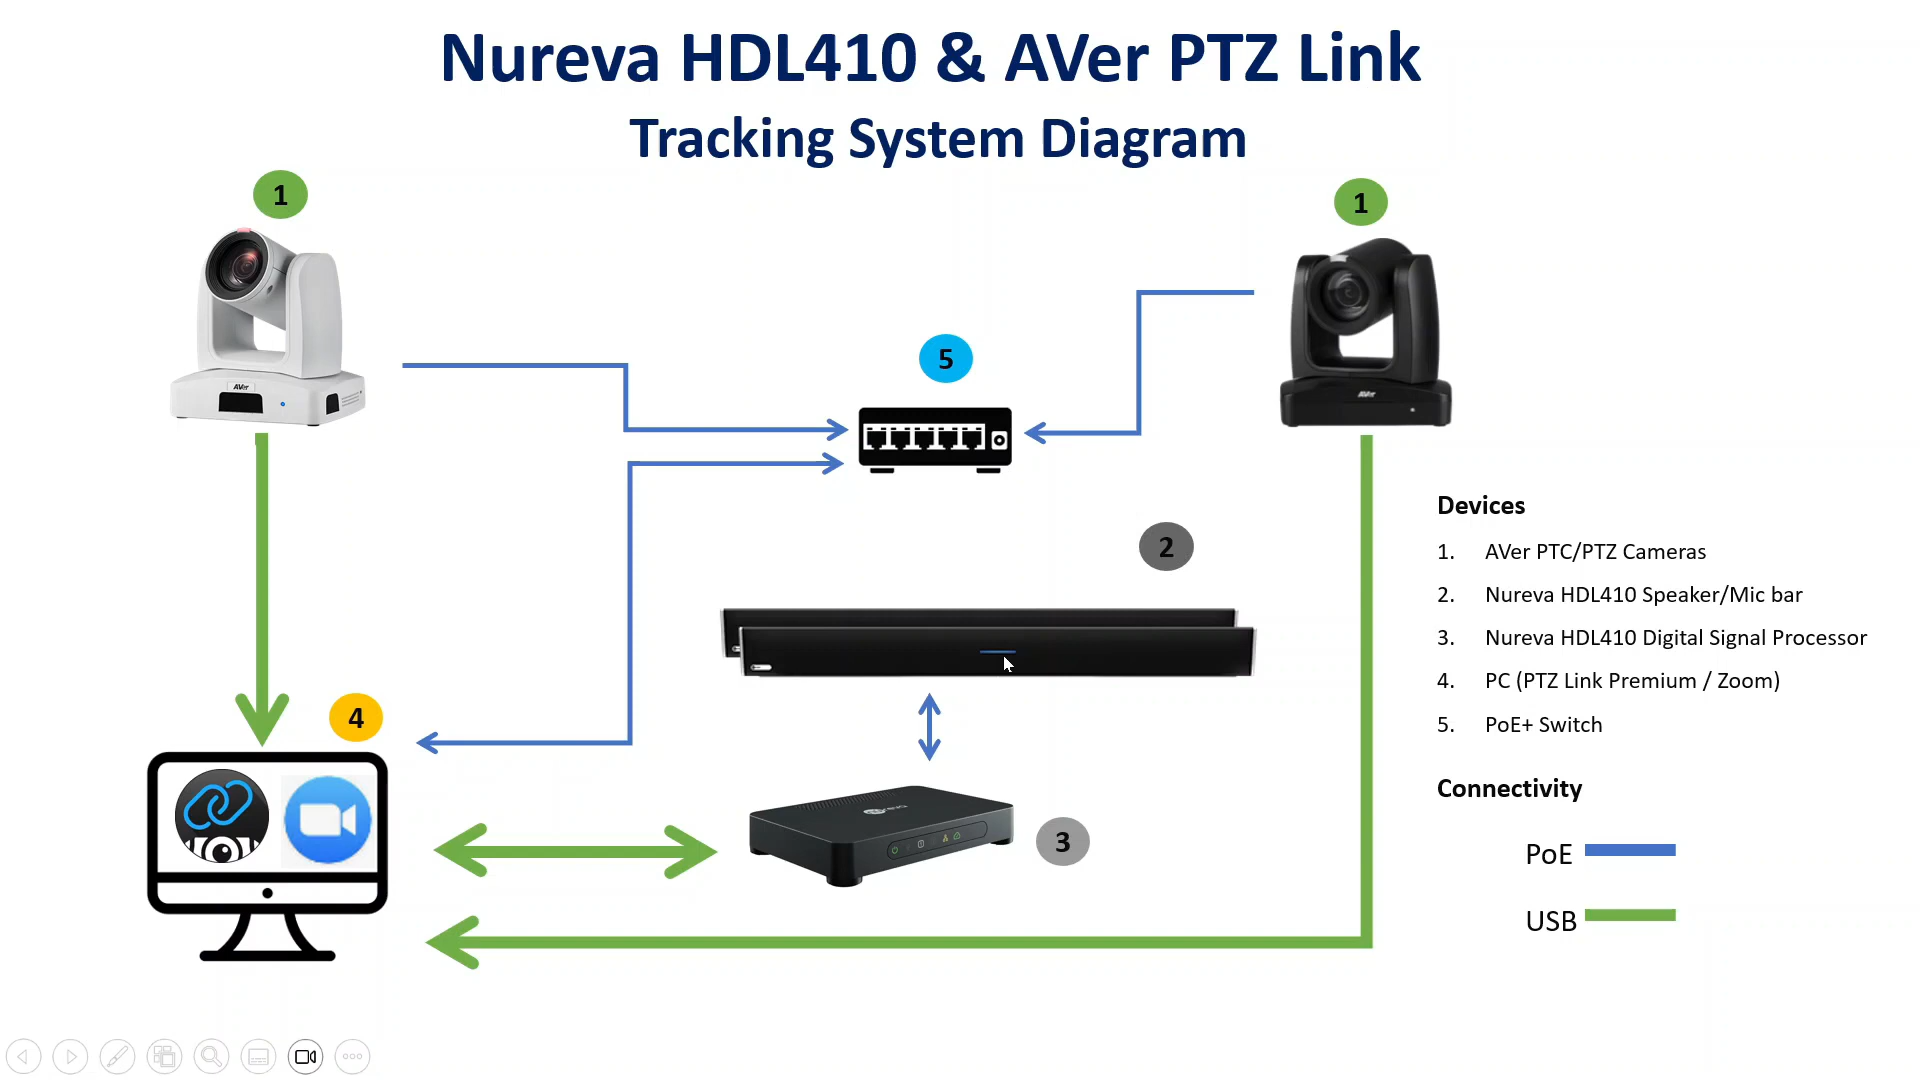 Nureva HDL410 & AVer PTZ Link
Tracking System Diagram
1
1
AVer
AVer
5
2
4
3
Devices
1. AVer PTC/PTZ Cameras
2. Nureva HDL410 Speaker/Mic bar
3. Nureva HDL410 Digital Signal Processor
4. PC (PTZ Link Premium / Zoom)
5. PoE+ Switch
Connectivity
PoE
USB